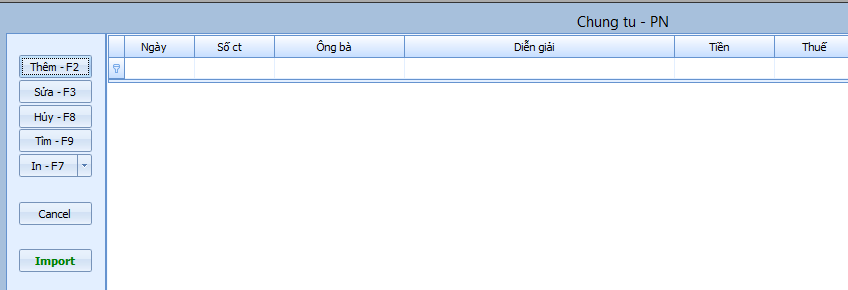 Chung tu - PN
Ngày Số ct Ông bà Diễn giải Tiền Thuế
Thêm - F2
Sửa - F3
Hủy - F8
Tìm - F9
In - F7
Cancel
Import